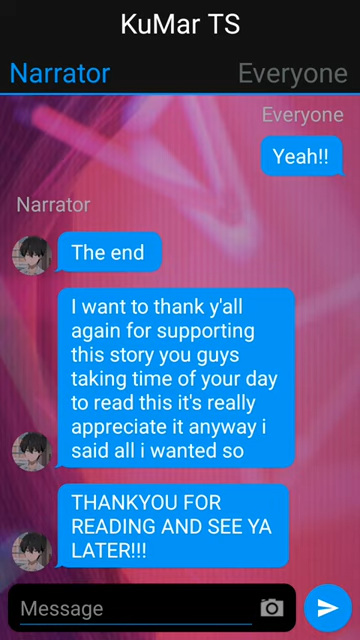 KuMar TS
Narrator Everyone
Everyone
Yeah!!
Narrator
The end
I want to thank y'all
again for supporting
this story you guys
taking time of your day
to read this it's really
appreciate it anyway i
said all i wanted so
THANKYOU FOR
READING AND SEE YA
LATER!!!
Message